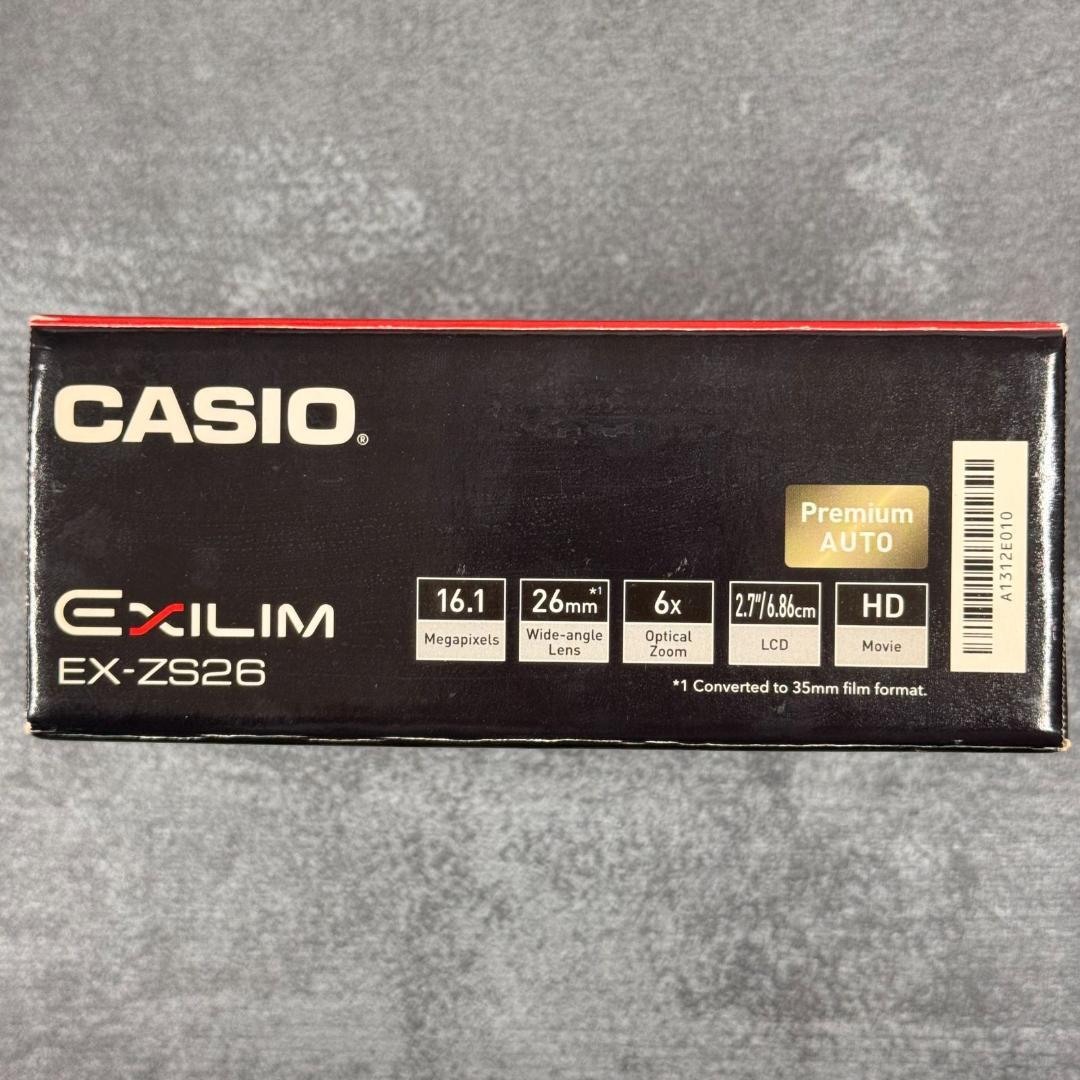 CASIO®
Premium
AUTO
EXILIM
EX-ZS26
16.1
Megapixels
26mm*1
Wide-angle
Lens
6x
Optical
Zoom
2.7"/6.86cm
LCD
HD
Movie
*1 Converted to 35mm film format.
A1312E010